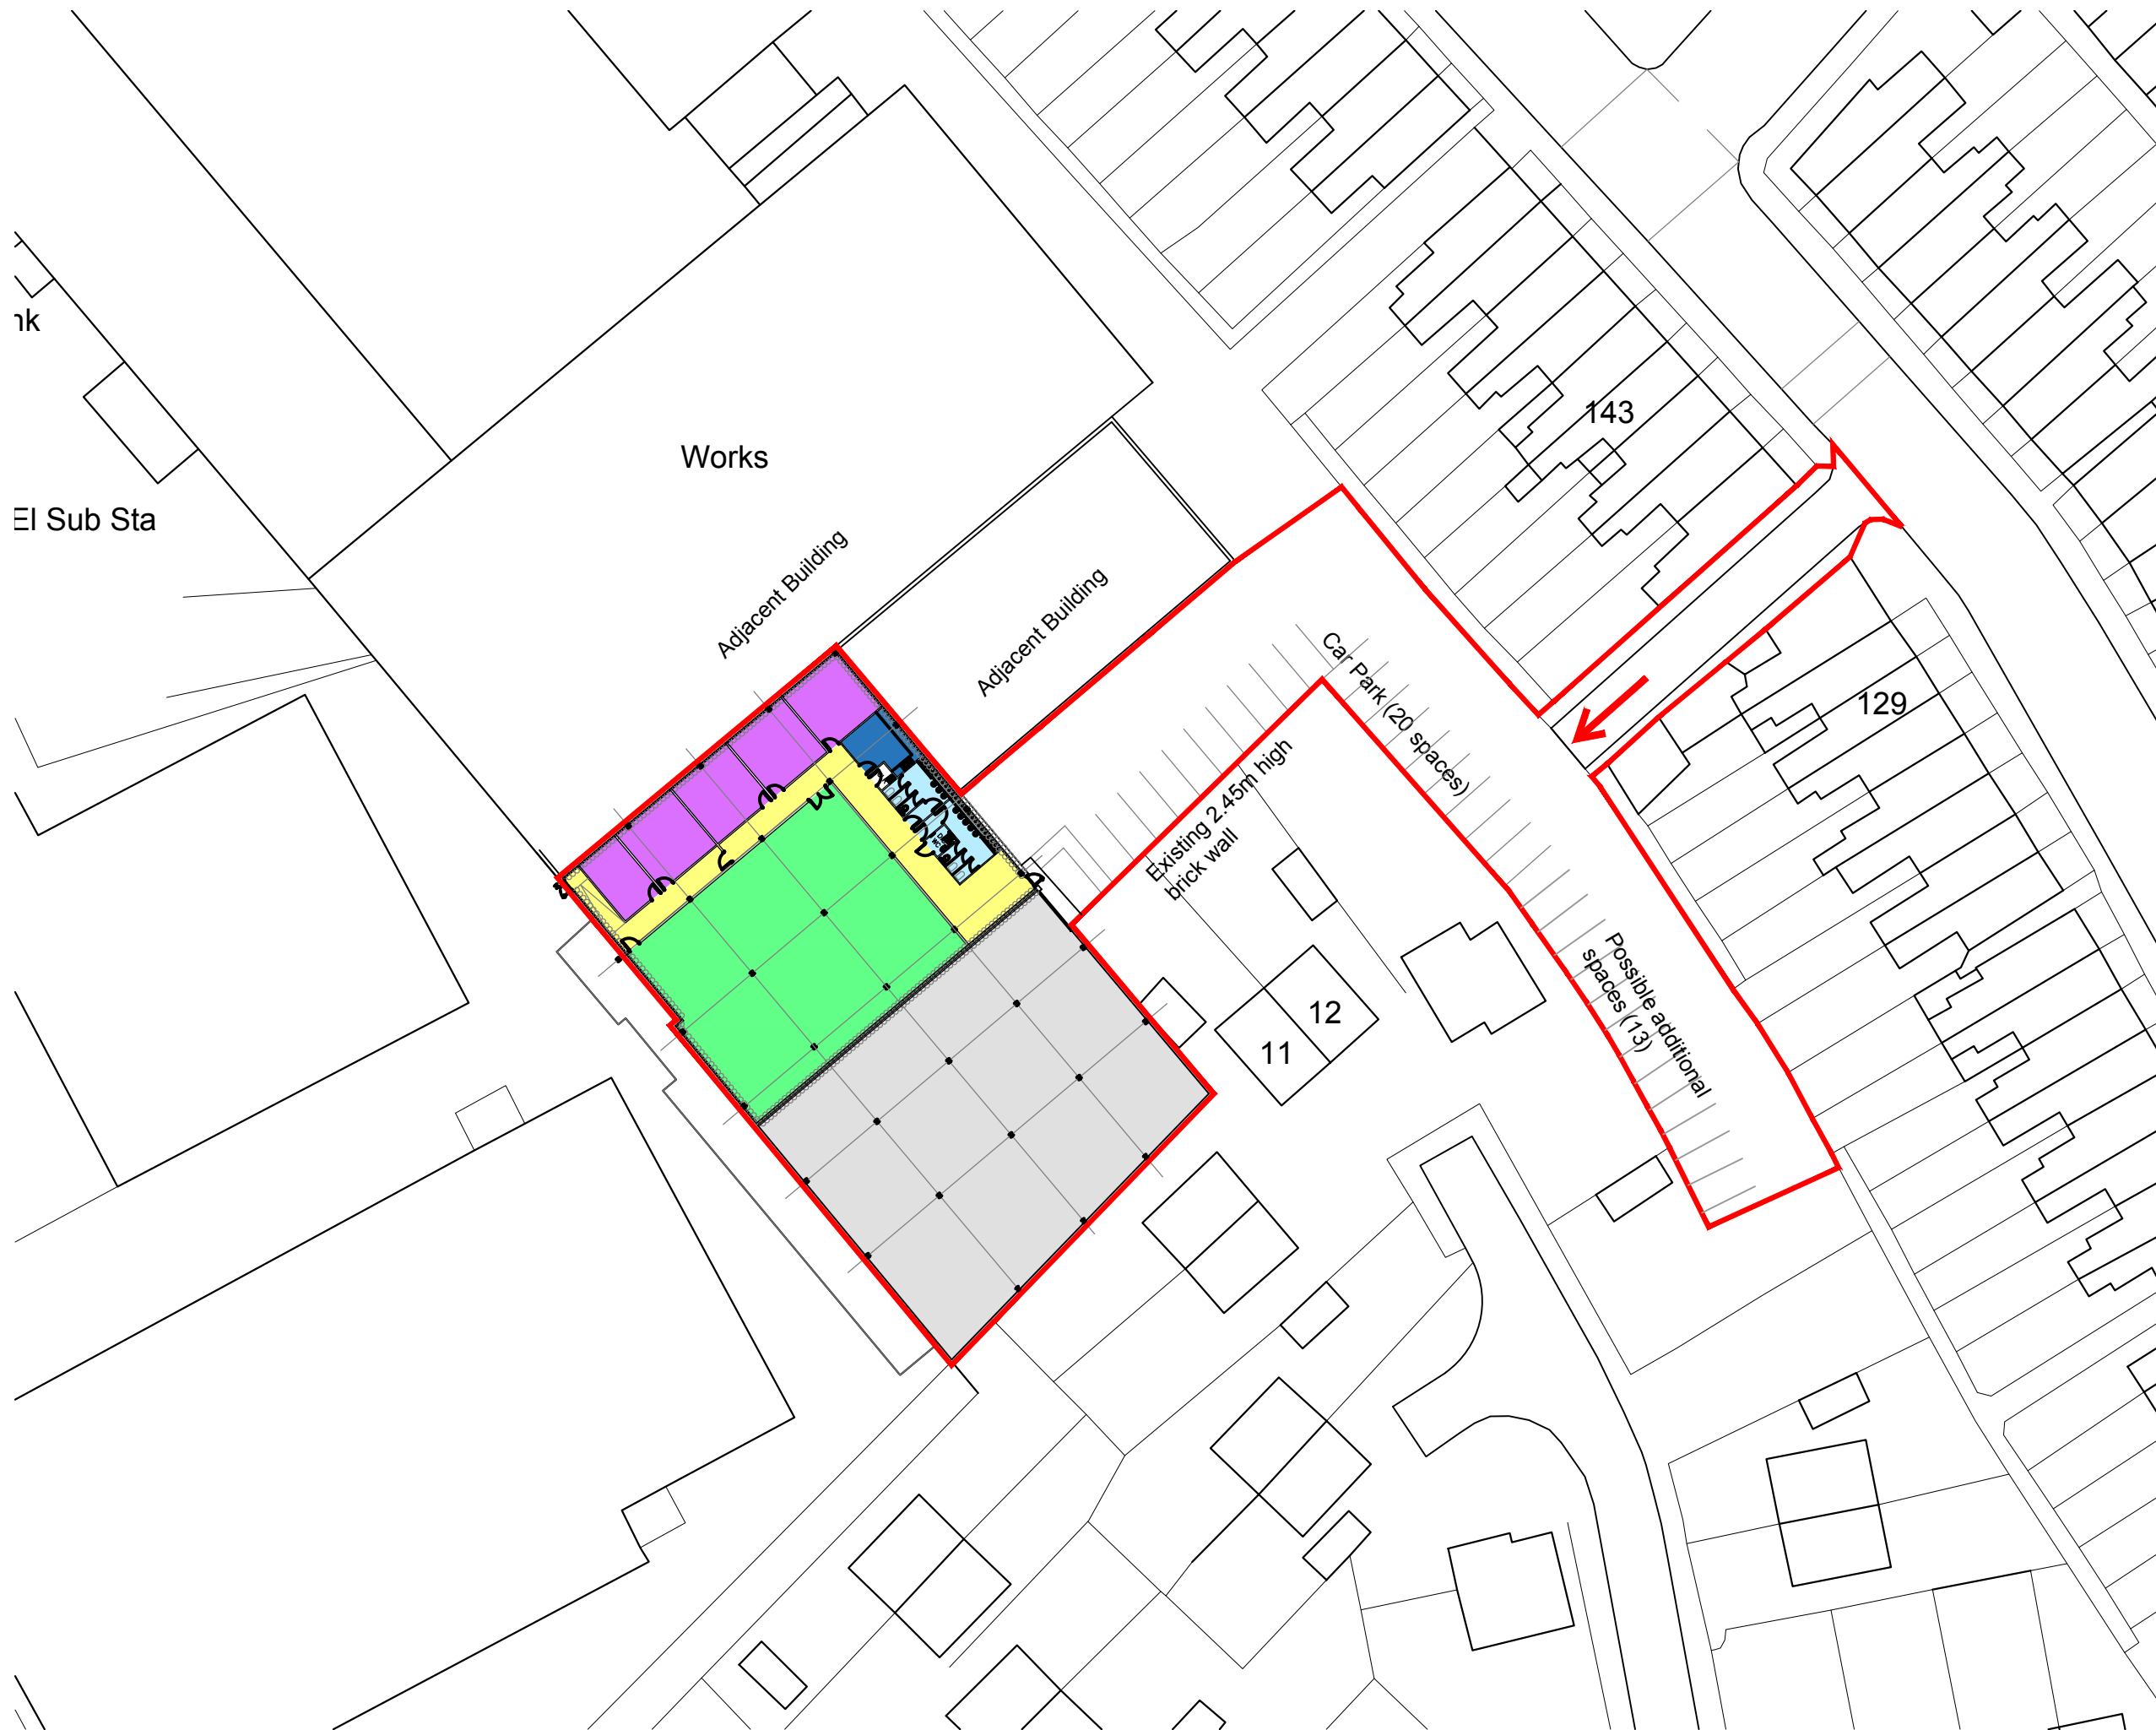 nk
143
Works
El Sub Sta
Adjacent Building
Adjacent Building
Car Park (20 spaces)
129
Existing 2.45m high
brick wall
Possible additional
spaces (13)
12
11